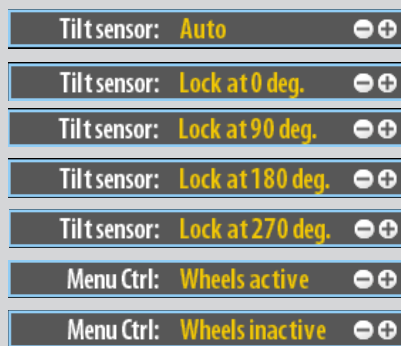 Tilt sensor: Auto
Tilt sensor: Lock at 0 deg.
Tilt sensor: Lock at 90 deg.
Tilt sensor: Lock at 180 deg.
Tilt sensor: Lock at 270 deg.
Menu Ctrl: Wheels active
Menu Ctrl: Wheels inactive